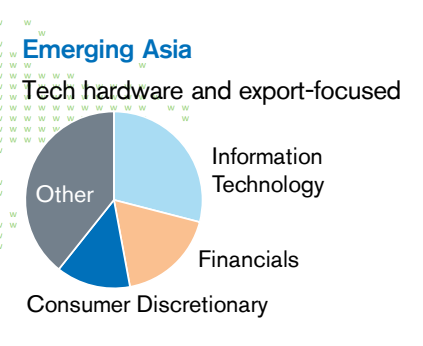 Emerging Asia
Tech hardware and export-focused
Information
Technology
Other
Financials
Consumer Discretionary